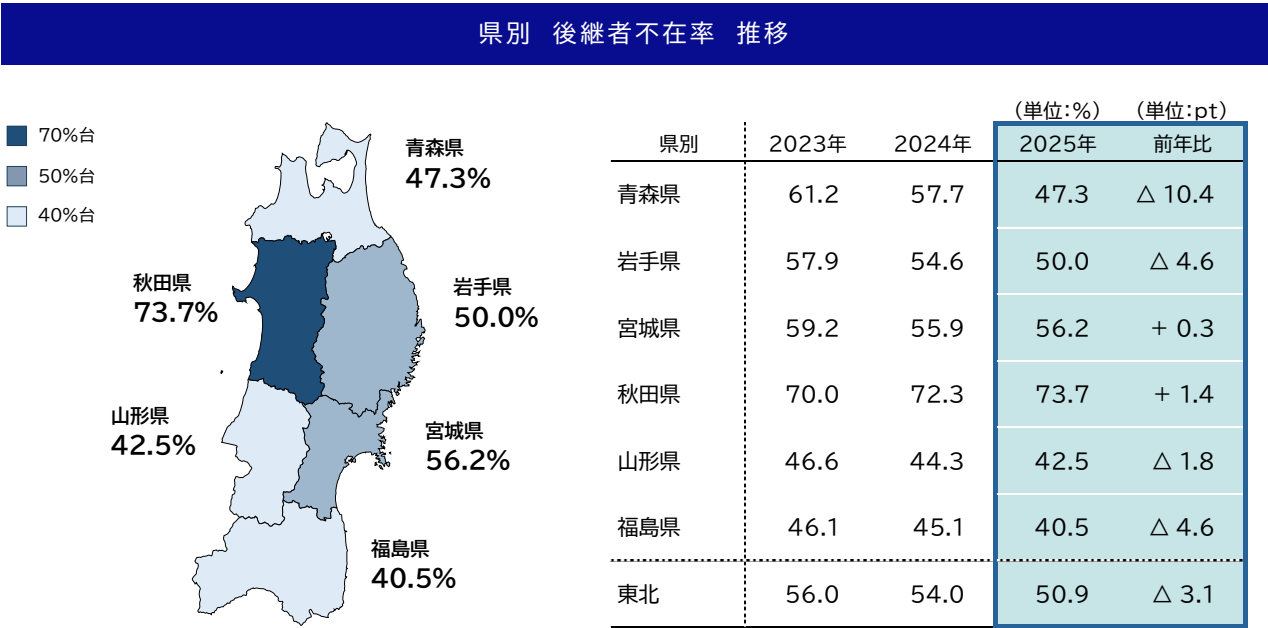 県別 後継者不在率 推移
70%台
50%台
40%台
青森県
47.3%
秋田県
73.7%
岩手県
50.0%
山形県
42.5%
宮城県
56.2%
福島県
40.5%
(単位:%) (単位:pt)
県別 2023年 2024年 2025年 前年比
青森県 61.2 57.7 47.3 △ 10.4
岩手県 57.9 54.6 50.0 △ 4.6
宮城県 59.2 55.9 56.2 + 0.3
秋田県 70.0 72.3 73.7 + 1.4
山形県 46.6 44.3 42.5 △ 1.8
福島県 46.1 45.1 40.5 △ 4.6
東北 56.0 54.0 50.9 △ 3.1